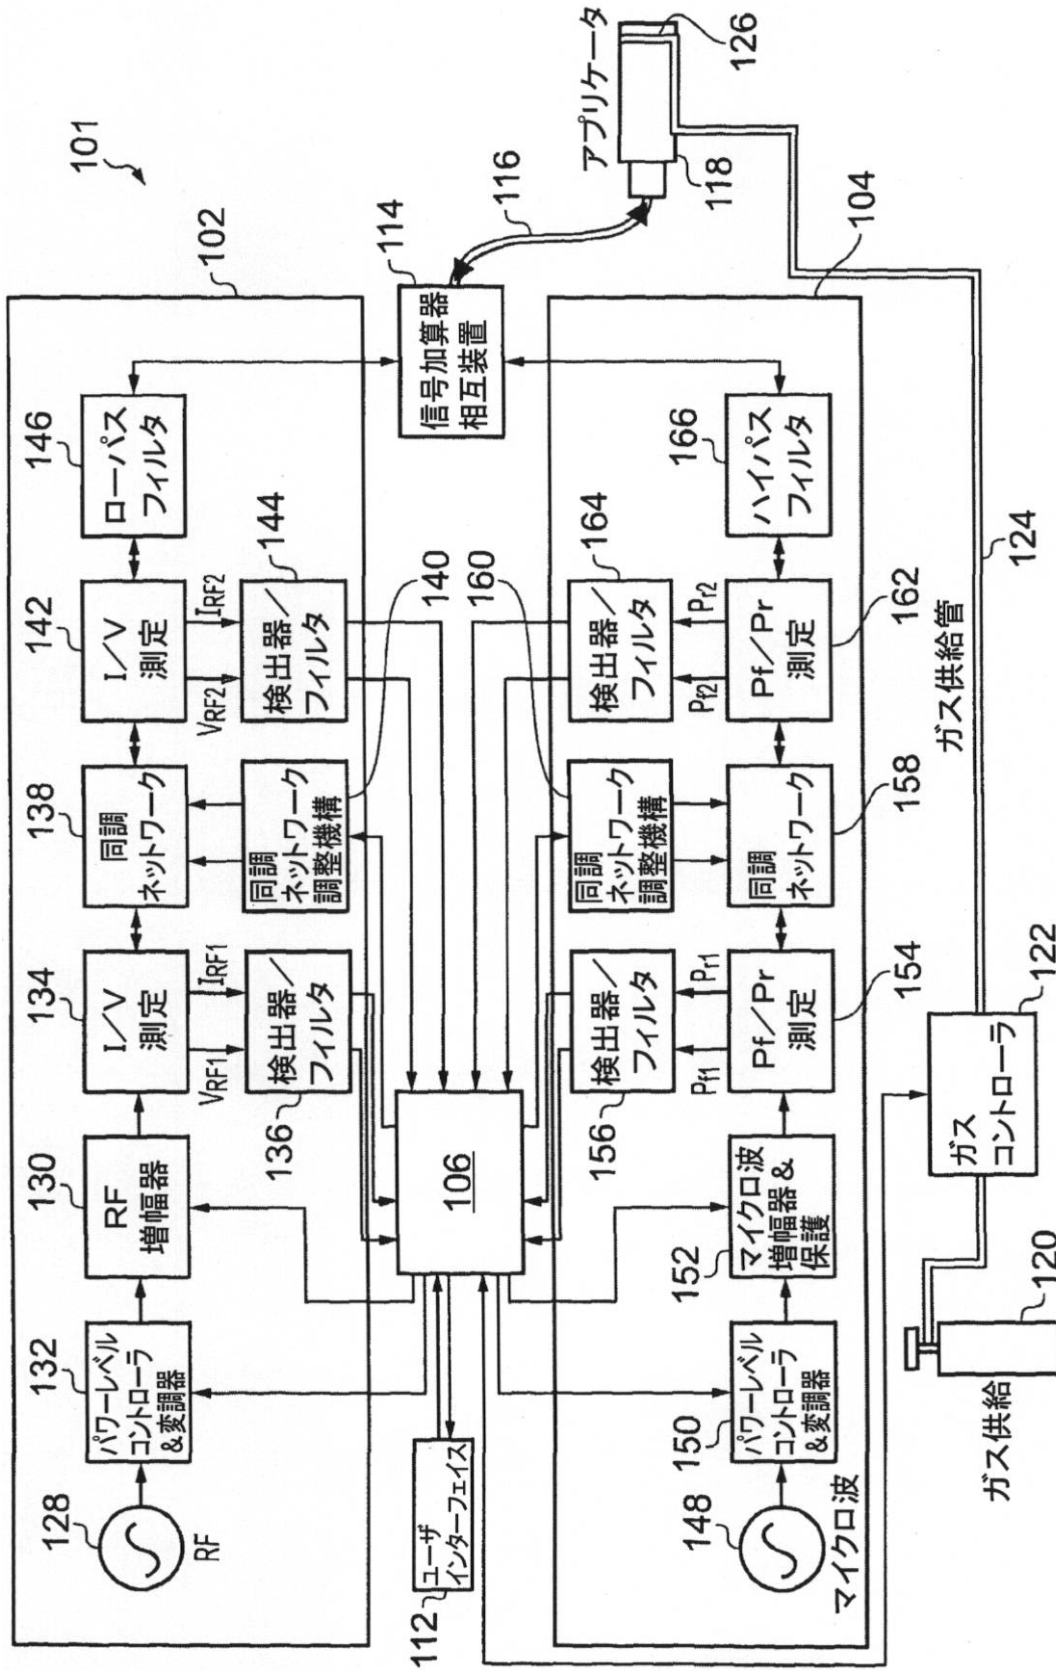 101
102
128
RF
132
パワーレベル
コントローラ
&変調器
130
RF
増幅器
134
I/V
測定
VRF1
IRF1
136
検出器/
フィルタ
138
同調
ネットワーク
同調
ネットワーク
調整機構
140
142
I/V
測定
VRF2
IRF2
検出器/
フィルタ
144
146
ローパス
フィルタ
112
ユーザ
インターフェイス
106
114
信号加算器
相互装置
116
アプリケータ
118
126
104
148
マイクロ波
150
パワーレベル
コントローラ
&変調器
152
マイクロ波
増幅器&
保護
154
Pf/Pr
測定
Pf1
Pr1
156
検出器/
フィルタ
158
同調
ネットワーク
同調
ネットワーク
調整機構
160
162
Pf/Pr
測定
Pf2
Pr2
検出器/
フィルタ
164
166
ハイパス
フィルタ
ガス供給
120
ガス
コントローラ
122
ガス供給管
124